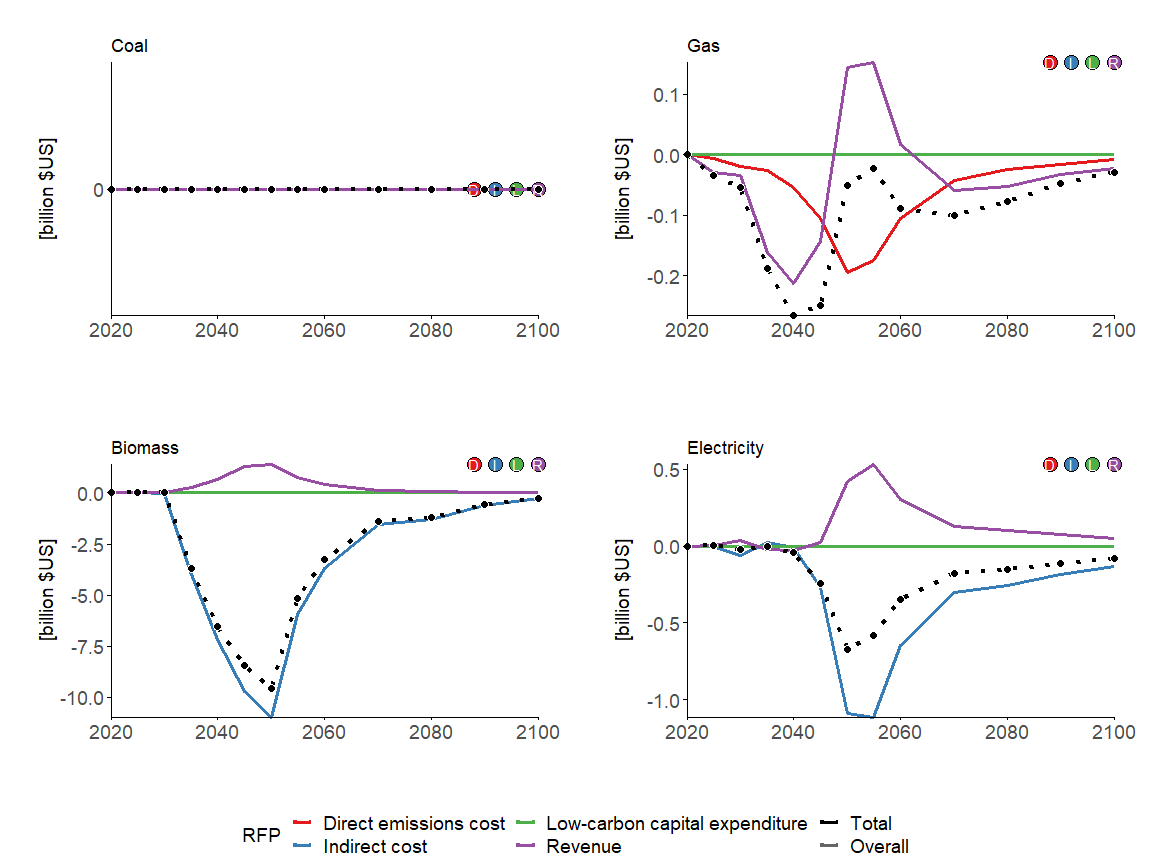 Coal
Gas
D I L R
0.1
0.0
-0.1
-0.2
[billion $US]
0
D I L R
[billion $US]
2020 2040 2060 2080 2100
2020 2040 2060 2080 2100
Biomass
Electricity
D I L R
D I L R
0.0
-2.5
-5.0
-7.5
-10.0
[billion $US]
0.5
0.0
-0.5
-1.0
[billion $US]
2020 2040 2060 2080 2100
2020 2040 2060 2080 2100
RFP
Direct emissions cost
Low-carbon capital expenditure
Total
Indirect cost
Revenue
Overall